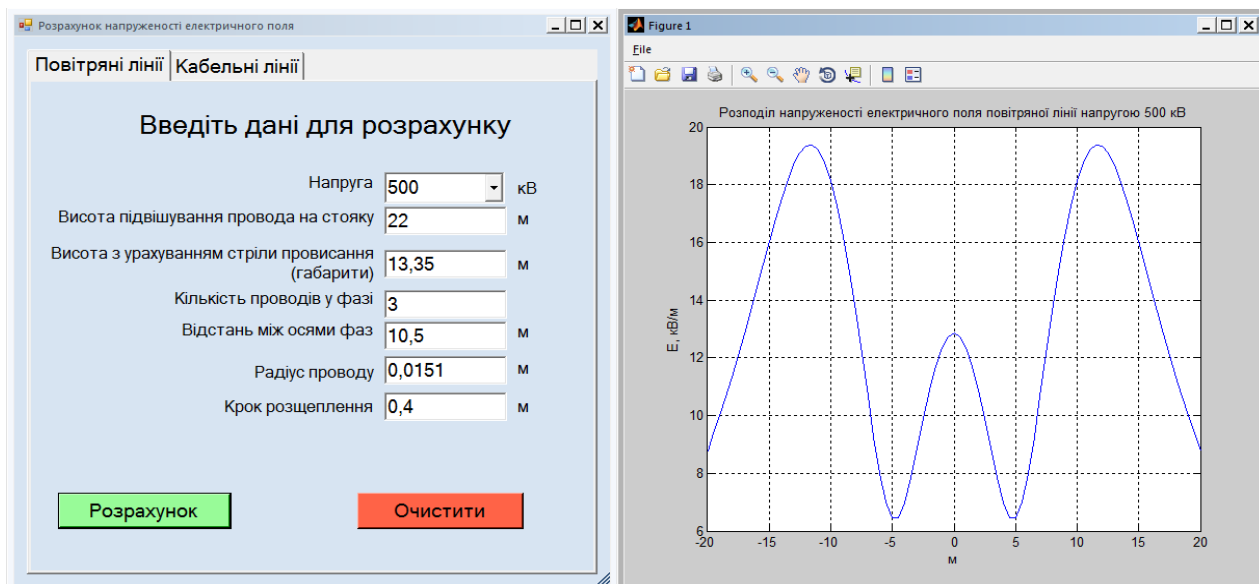 Розрахунок напруженості електричного поля
Повітряні лінії
Кабельні лінії
Введіть дані для розрахунку
Напруга 500 кВ
Висота підвішування провода на стояку 22 м
Висота з урахуванням стріли провисання
(габарити) 13,35 м
Кількість проводів у фазі 3
Відстань між осями фаз 10,5 м
Радіус проводу 0,0151 м
Крок розщеплення 0,4 м
Розрахунок
Очистити
Figure 1
File
Розподіл напруженості електричного поля повітряної лінії напругою 500 кВ
E, кВ/м
20
18
16
14
12
10
8
6
-20 -15 -10 -5 0 5 10 15 20
м